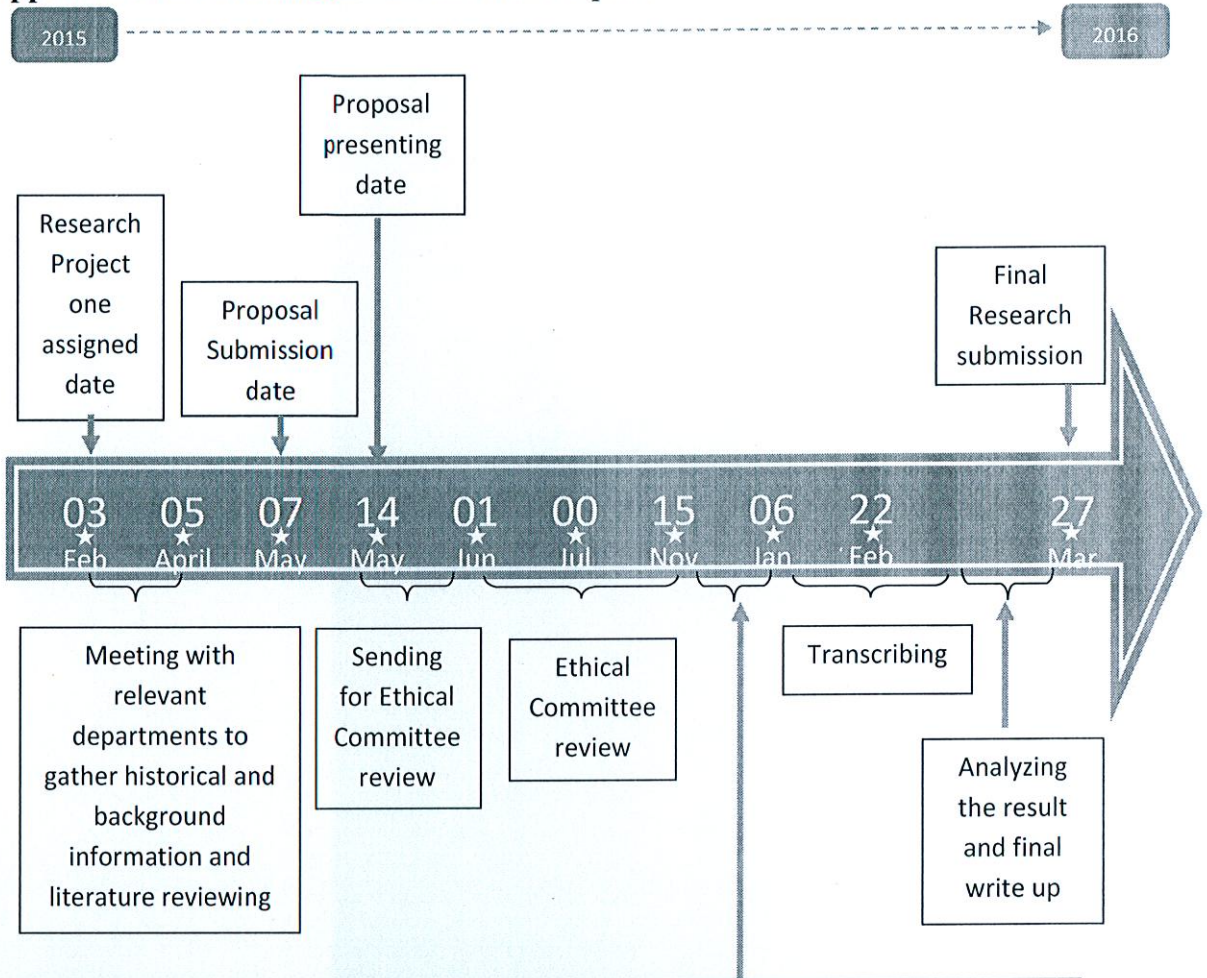 2015
2016
Proposal
presenting
date
Research
Project
one
assigned
date
Proposal
Submission
date
Final
Research
submission
03
05
07
14
01
00
15
06
22
27
Feb
April
May
May
Jun
Jul
Nov
Jan
Feb
Mar
Meeting with
relevant
departments to
gather historical and
background
information and
literature reviewing
Sending
for Ethical
Committee
review
Ethical
Committee
review
Transcribing
Analyzing
the result
and final
write up